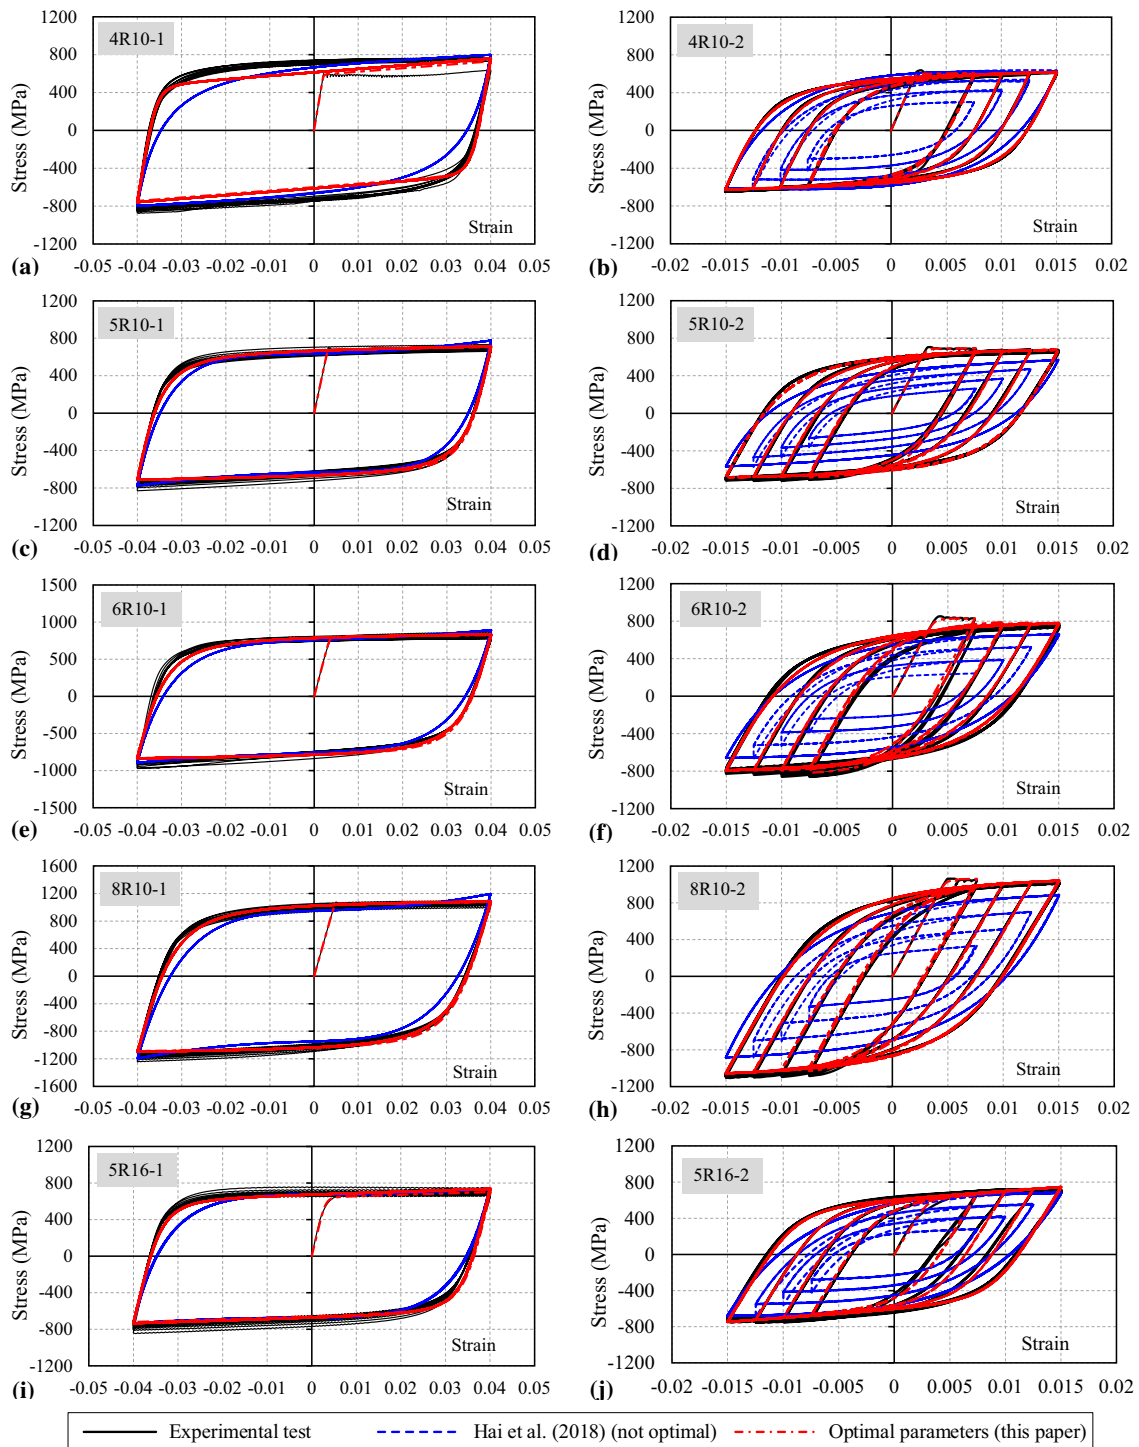 4R10-1
Stress (MPa)
1200
800
400
0
-400
-800
-1200
Strain
(a)
-0.05 -0.04 -0.03 -0.02 -0.01 0 0.01 0.02 0.03 0.04 0.05
4R10-2
Stress (MPa)
1200
800
400
0
-400
-800
-1200
Strain
(b)
-0.02 -0.015 -0.01 -0.005 0 0.005 0.01 0.015 0.02
5R10-1
Stress (MPa)
1200
800
400
0
-400
-800
-1200
Strain
(c)
-0.05 -0.04 -0.03 -0.02 -0.01 0 0.01 0.02 0.03 0.04 0.05
5R10-2
Stress (MPa)
1200
800
400
0
-400
-800
-1200
Strain
(d)
-0.02 -0.015 -0.01 -0.005 0 0.005 0.01 0.015 0.02
6R10-1
Stress (MPa)
1500
1000
500
0
-500
-1000
-1500
Strain
(e)
-0.05 -0.04 -0.03 -0.02 -0.01 0 0.01 0.02 0.03 0.04 0.05
6R10-2
Stress (MPa)
1200
800
400
0
-400
-800
-1200
Strain
(f)
-0.02 -0.015 -0.01 -0.005 0 0.005 0.01 0.015 0.02
8R10-1
Stress (MPa)
1600
1200
800
400
0
-400
-800
-1200
-1600
Strain
(g)
-0.05 -0.04 -0.03 -0.02 -0.01 0 0.01 0.02 0.03 0.04 0.05
8R10-2
Stress (MPa)
1200
800
400
0
-400
-800
-1200
Strain
(h)
-0.02 -0.015 -0.01 -0.005 0 0.005 0.01 0.015 0.02
5R16-1
Stress (MPa)
1200
800
400
0
-400
-800
-1200
Strain
(i)
-0.05 -0.04 -0.03 -0.02 -0.01 0 0.01 0.02 0.03 0.04 0.05
5R16-2
Stress (MPa)
1200
800
400
0
-400
-800
-1200
Strain
(j)
-0.02 -0.015 -0.01 -0.005 0 0.005 0.01 0.015 0.02
Experimental test Hai et al. (2018) (not optimal) Optimal parameters (this paper)